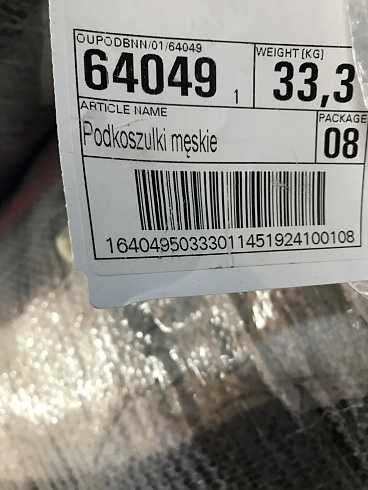 OUPODBNN/01/64049
WEIGHT [KG]
64049 1
33,3
ARTICLE NAME
PACKAGE
Podkoszulki męskie
08
1640495033301145192410010​8